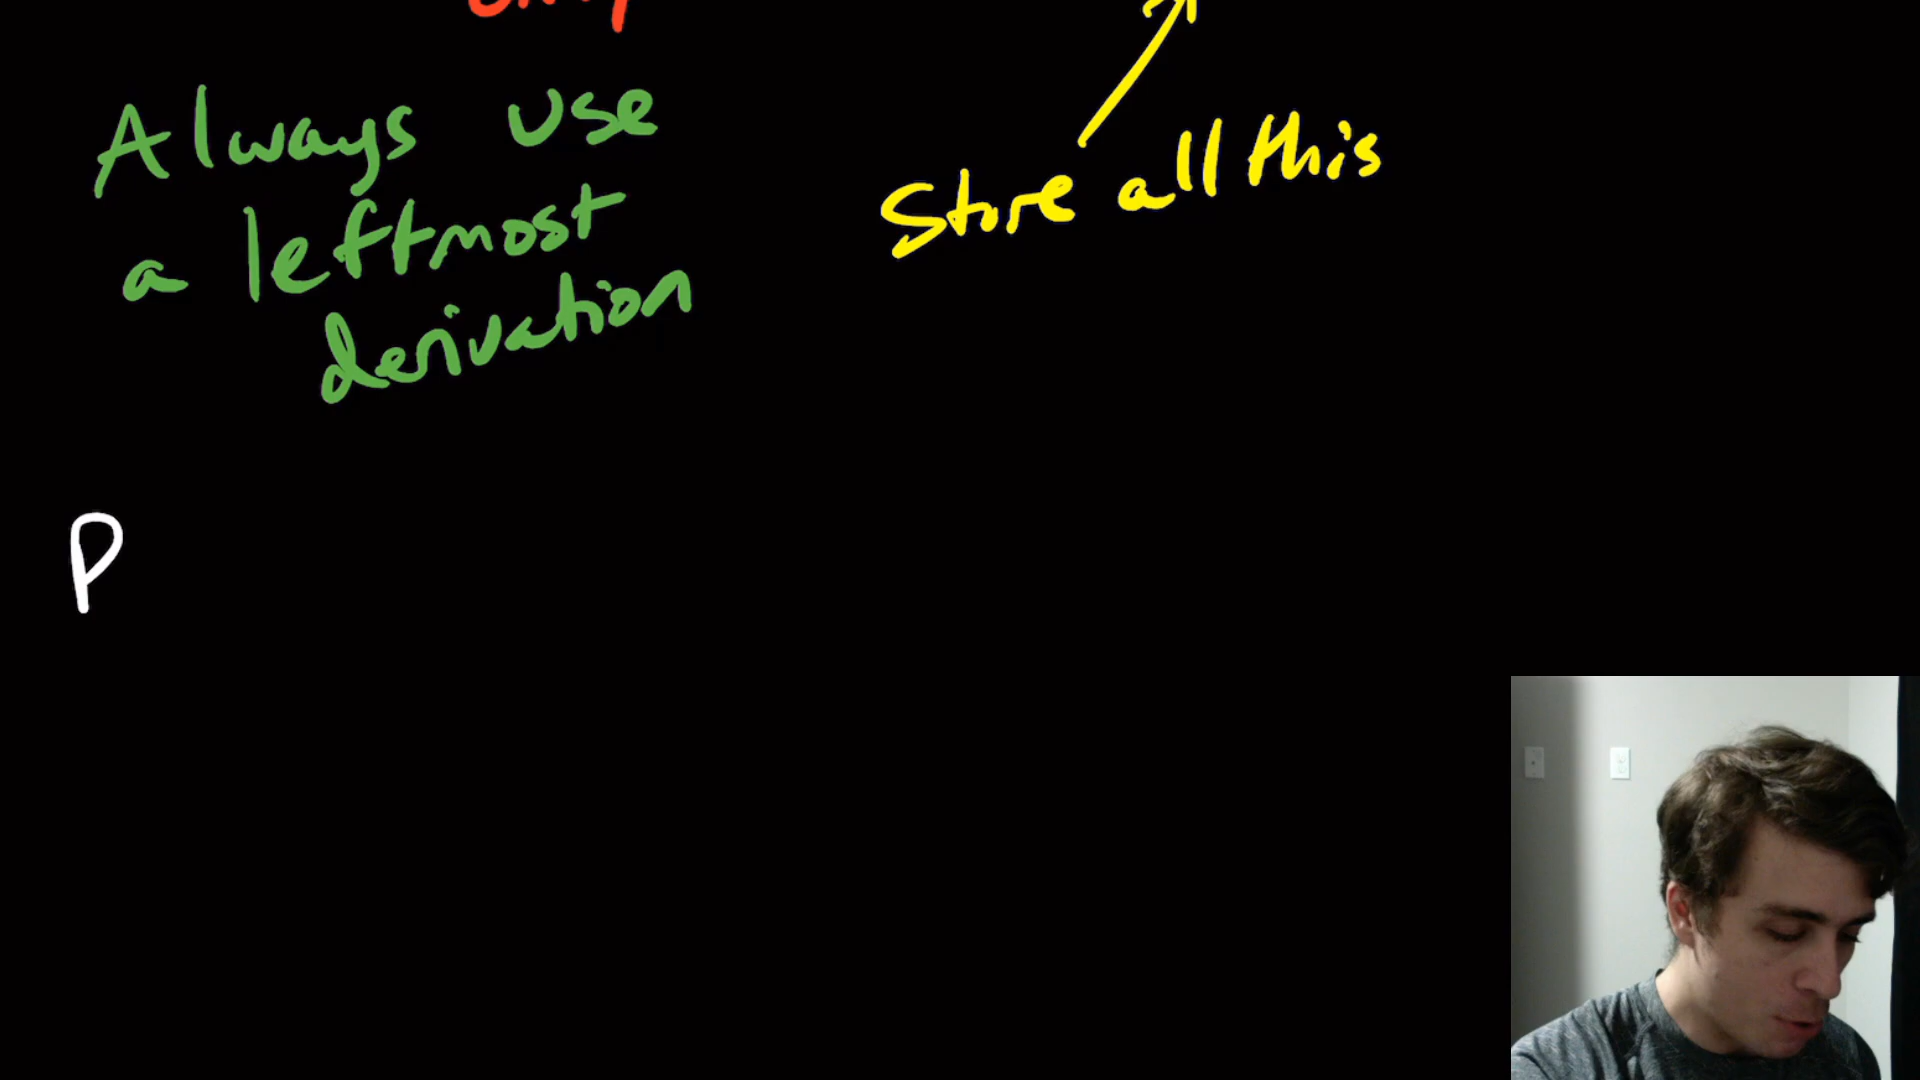 Always use
a leftmost
derivation
Store all this
P